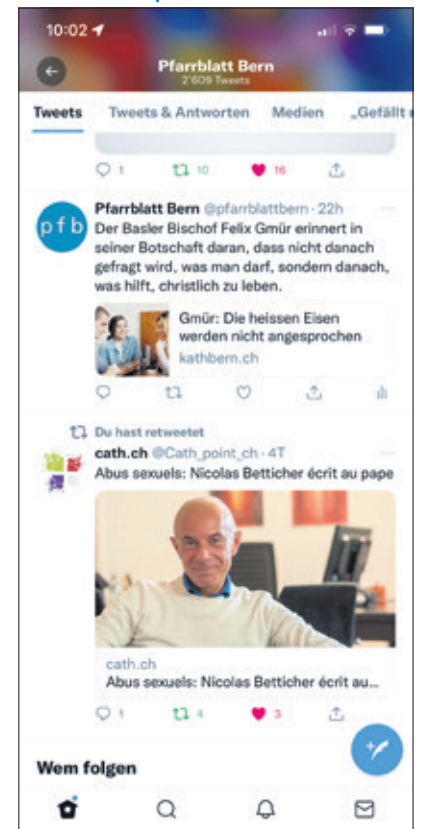 10:02
Pfarrblatt Bern
2'609 Tweets
Tweets Tweets & Antworten Medien „Gefällt
1 10 16
pfb
Pfarrblatt Bern @pfarrblattbern · 22h
Der Basler Bischof Felix Gmür erinnert in
seiner Botschaft daran, dass nicht danach
gefragt wird, was man darf, sondern danach,
was hilft, christlich zu leben.
Gmür: Die heissen Eisen
werden nicht angesprochen
kathbern.ch
Du hast retweetet
cath.ch @Cath_point_ch · 4T
Abus sexuels: Nicolas Betticher écrit au pape
cath.ch
Abus sexuels: Nicolas Betticher écrit au...
1 4 3
Wem folgen